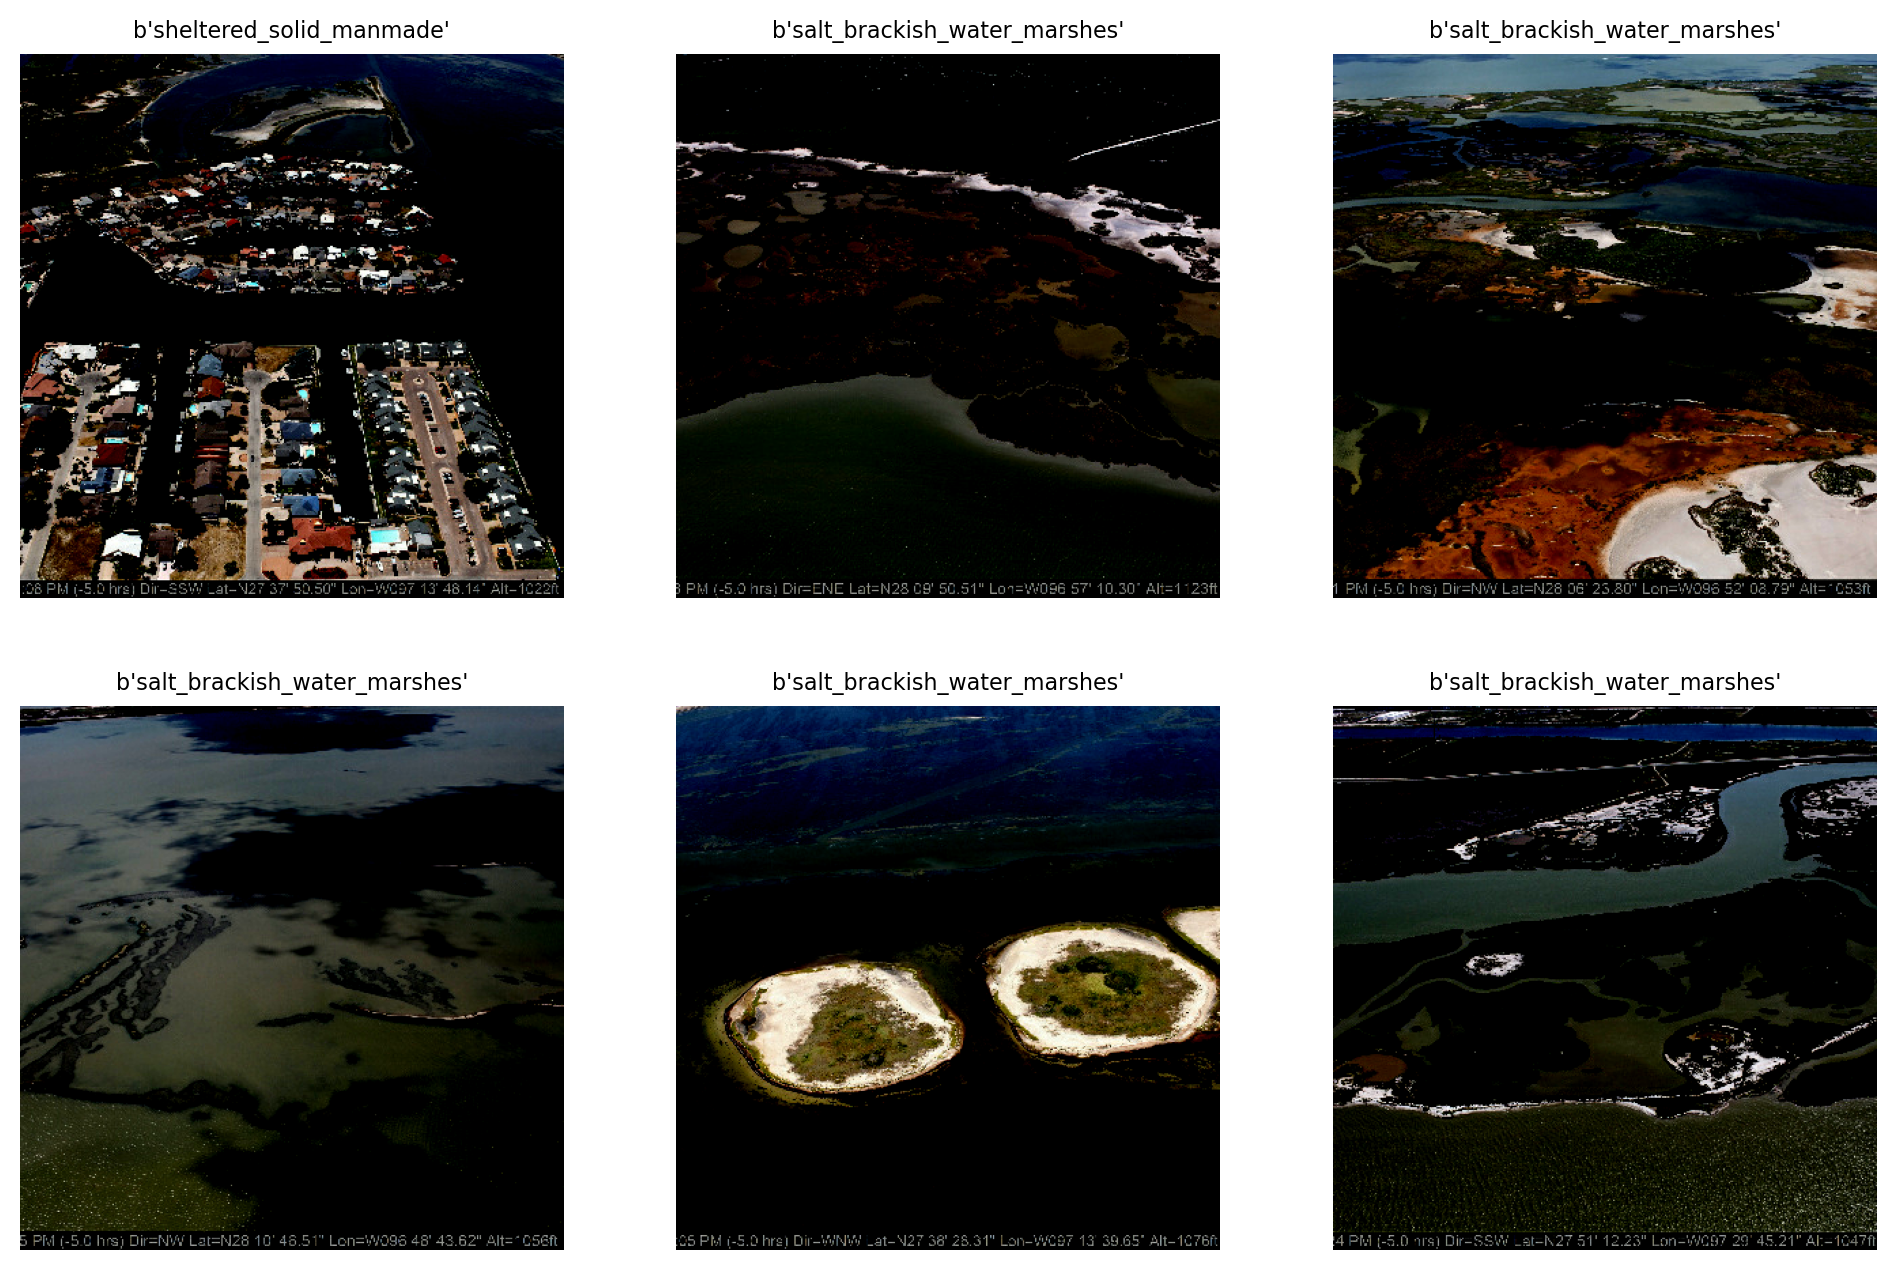 b'sheltered_solid_manmade'
b'salt_brackish_water_marshes'
b'salt_brackish_water_marshes'
:08 PM (-5.0 hrs) Dir=SSW Lat=N27 37' 50.50" Lon=W097 13' 48.14" Alt=1022ft
3 PM (-5.0 hrs) Dir=ENE Lat=N28 09' 50.51" Lon=W096 57' 10.30" Alt=1123ft
1 PM (-5.0 hrs) Dir=NW Lat=N28 06' 23.80" Lon=W096 52' 08.79" Alt=1053ft
b'salt_brackish_water_marshes'
b'salt_brackish_water_marshes'
b'salt_brackish_water_marshes'
5 PM (-5.0 hrs) Dir=NW Lat=N28 10' 46.51" Lon=W096 48' 43.62" Alt=1056ft
:05 PM (-5.0 hrs) Dir=WNW Lat=N27 38' 28.31" Lon=W097 13' 39.65" Alt=1076ft
24 PM (-5.0 hrs) Dir=SSW Lat=N27 51' 12.23" Lon=W097 29' 45.21" Alt=1047ft